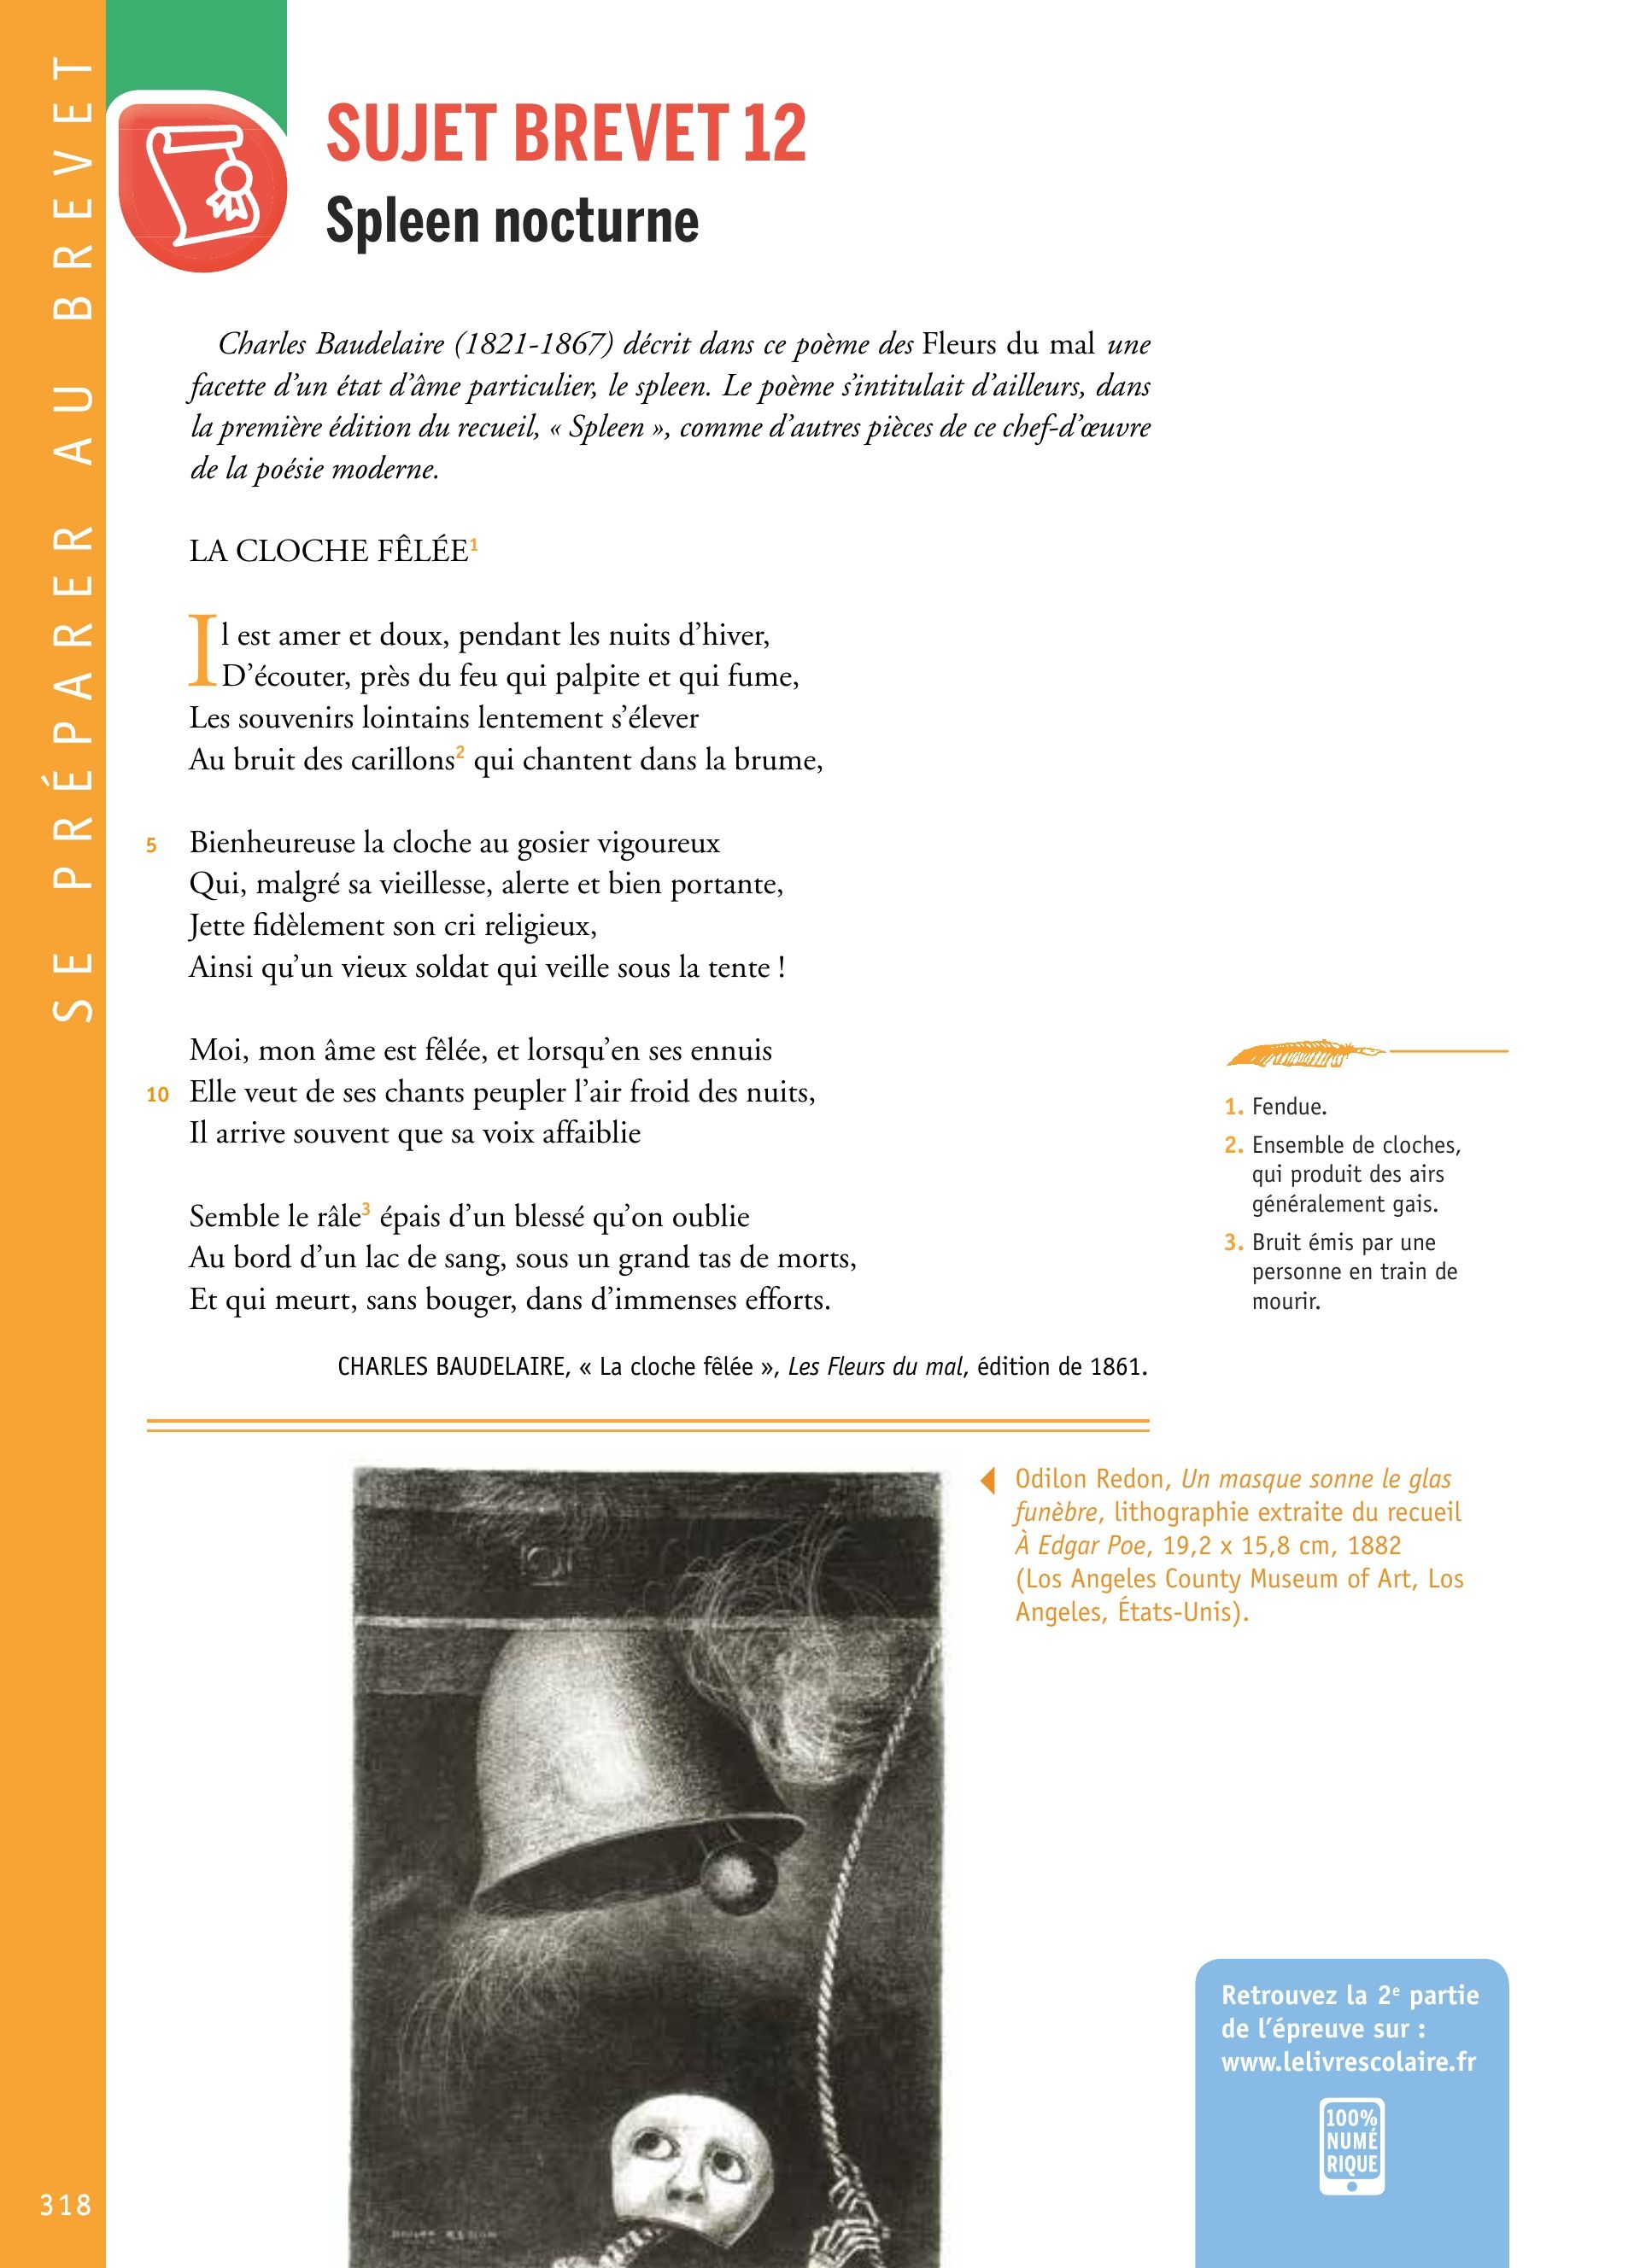 SE PRÉPARER AU BREVET
SUJET BREVET 12
Spleen nocturne
Charles Baudelaire (1821-1867) décrit dans ce poème des Fleurs du mal une
facette d’un état d’âme particulier, le spleen. Le poème s’intitulait d’ailleurs, dans
la première édition du recueil, « Spleen », comme d’autres pièces de ce chef-d’œuvre
de la poésie moderne.
LA CLOCHE FÊLÉE1
Il est amer et doux, pendant les nuits d’hiver,
D’écouter, près du feu qui palpite et qui fume,
Les souvenirs lointains lentement s’élever
Au bruit des carillons2 qui chantent dans la brume,
5 Bienheureuse la cloche au gosier vigoureux
Qui, malgré sa vieillesse, alerte et bien portante,
Jette fidèlement son cri religieux,
Ainsi qu’un vieux soldat qui veille sous la tente !
Moi, mon âme est fêlée, et lorsqu’en ses ennuis
10 Elle veut de ses chants peupler l’air froid des nuits,
Il arrive souvent que sa voix affaiblie
Semble le râle3 épais d’un blessé qu’on oublie
Au bord d’un lac de sang, sous un grand tas de morts,
Et qui meurt, sans bouger, dans d’immenses efforts.
CHARLES BAUDELAIRE, « La cloche fêlée », Les Fleurs du mal, édition de 1861.
1. Fendue.
2. Ensemble de cloches,
qui produit des airs
généralement gais.
3. Bruit émis par une
personne en train de
mourir.
Odilon Redon, Un masque sonne le glas
funèbre, lithographie extraite du recueil
À Edgar Poe, 19,2 x 15,8 cm, 1882
(Los Angeles County Museum of Art, Los
Angeles, États-Unis).
Retrouvez la 2e partie
de l’épreuve sur :
www.lelivrescolaire.fr
100%
NUMÉ
RIQUE
318